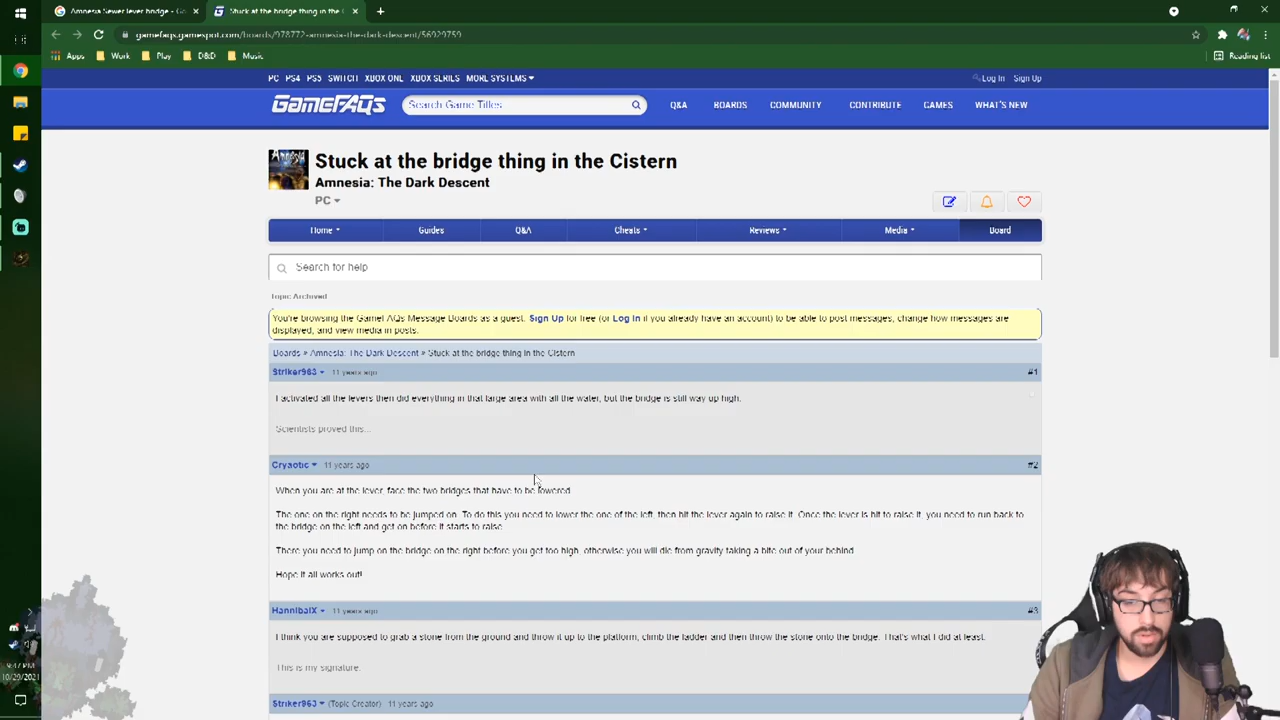 Amnesia Sewer lever bridge - Go
Stuck at the bridge thing in the C
gamefaqs.gamespot.com/boards/978772-amnesia-the-dark-descent/56929759
Apps Work Play D&D Music Reading list
PC PS4 PS5 SWITCH XBOX ONE XBOX SERIES MORE SYSTEMS Log In Sign Up
GameFAQs Search Game Titles Q&A BOARDS COMMUNITY CONTRIBUTE GAMES WHAT'S NEW
Amnesia
Stuck at the bridge thing in the Cistern
Amnesia: The Dark Descent
PC
Home Guides Q&A Cheats Reviews Media Board
Search for help
Topic Archived
You're browsing the GameFAQs Message Boards as a guest. Sign Up for free (or Log In if you already have an account) to be able to post messages, change how messages are
displayed, and view media in posts.
Boards » Amnesia: The Dark Descent » Stuck at the bridge thing in the Cistern
Striker963 11 years ago #1
I activated all the levers then did everything in that large area with all the water, but the bridge is still way up high.
Scientists proved this...
Cryaotic 11 years ago #2
When you are at the lever, face the two bridges that have to be lowered
The one on the right needs to be jumped on. To do this you need to lower the one of the left, then hit the lever again to raise it. Once the lever is hit to raise it, you need to run back to
the bridge on the left and get on before it starts to raise
There you need to jump on the bridge on the right before you get too high, otherwise you will die from gravity taking a bite out of your behind
Hope it all works out!
HannibalX 11 years ago #3
I think you are supposed to grab a stone from the ground and throw it up to the platform, climb the ladder and then throw the stone onto the bridge. That's what I did at least.
This is my signature.
Striker963 (Topic Creator) 11 years ago
9:47 PM
10/29/2021